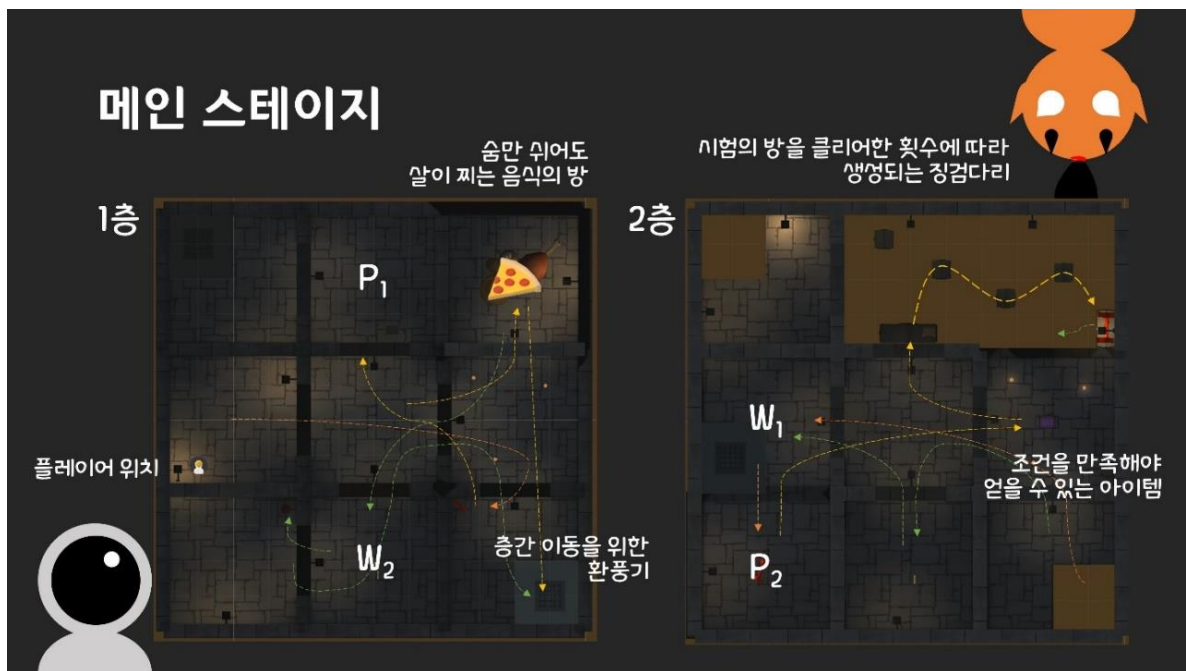 메인 스테이지
숨만 쉬어도
살이 찌는 음식의 방
시험의 방을 클리어한 횟수에 따라
생성되는 징검다리
1층
2층
P₁
W₁
플레이어 위치
조건을 만족해야
얻을 수 있는 아이템
W₂
층간 이동을 위한
환풍기
P₂